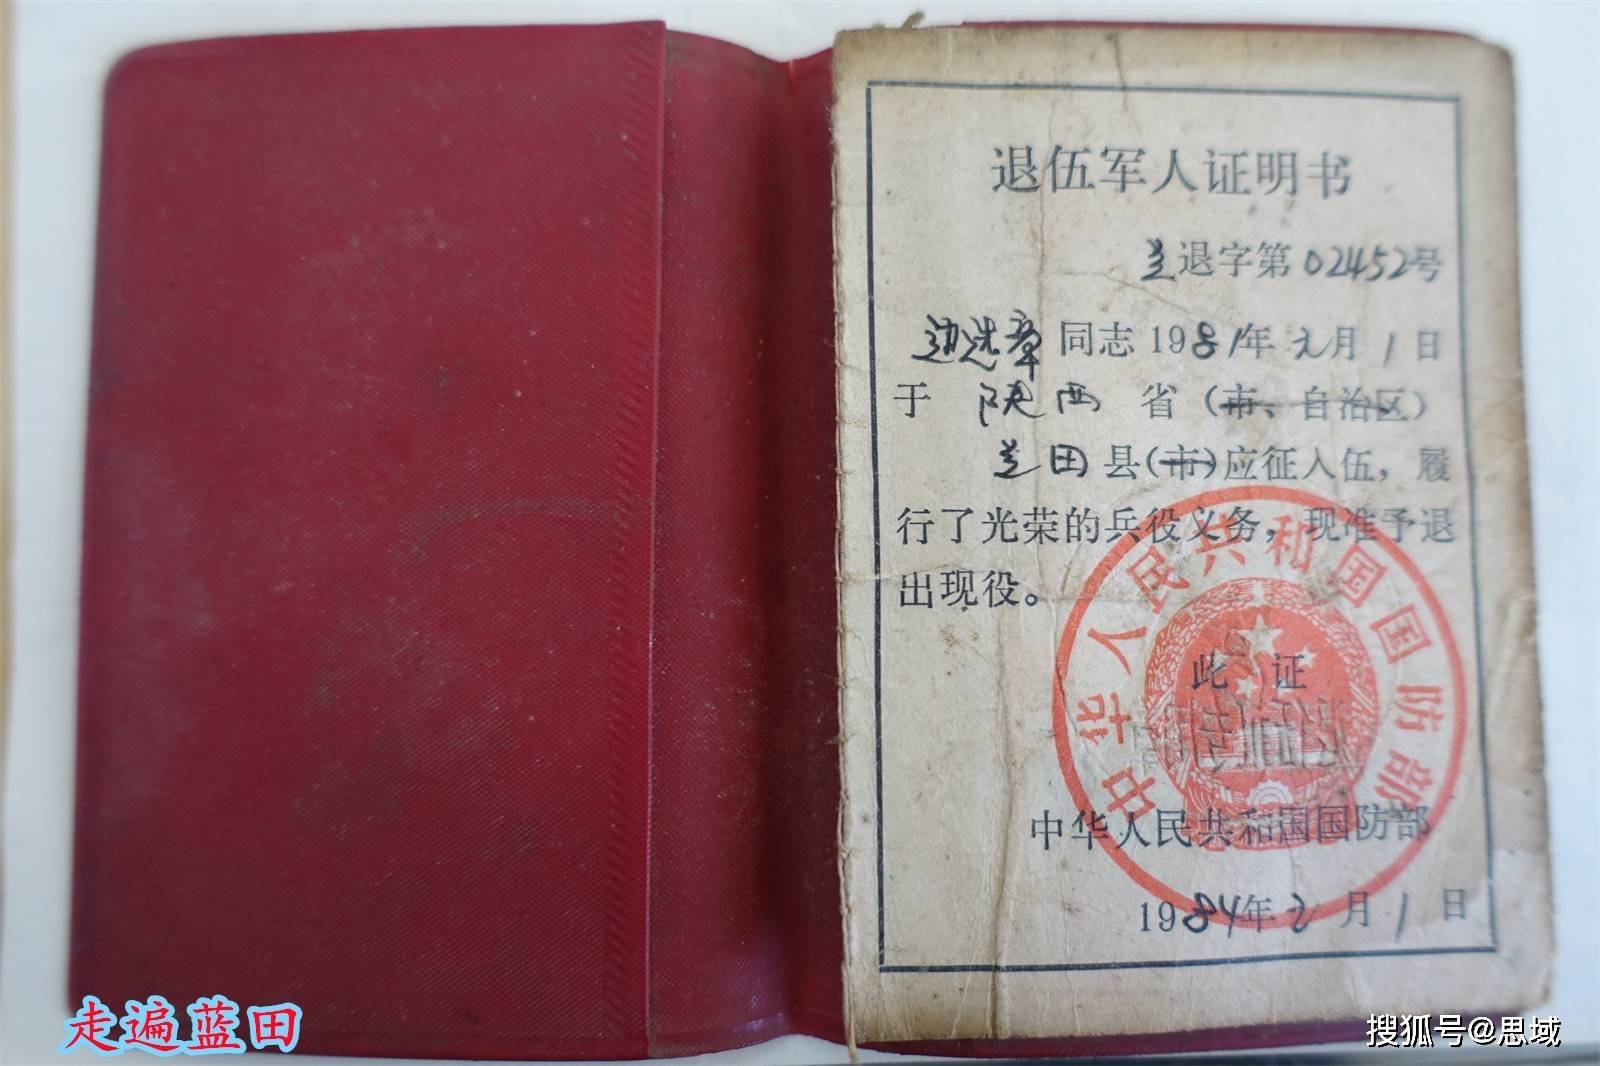 退伍军人证明书
兰退字第02452号
边选章同志1981年元月1日
于陕西省（市、自治区）
兰田县（市）应征入伍，履
行了光荣的兵役义务，现准予退
出现役。
此证
中华人民共和国国防部
中华人民共和国国防部
1984年2月1日
走遍蓝田
搜狐号@思域